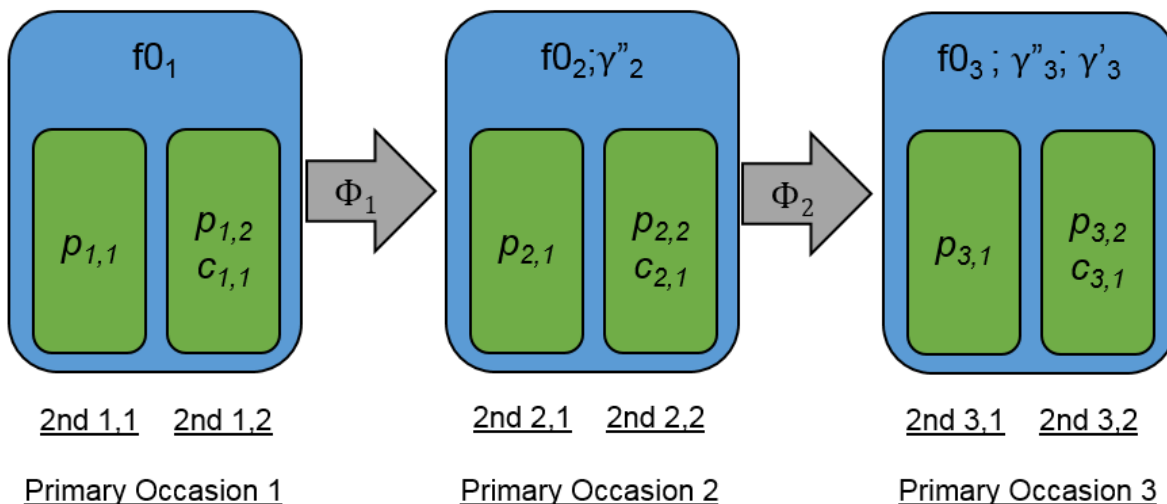 f0₁
p₁,₁
p₁,₂
c₁,₁
Φ₁
f0₂;γ”₂
p₂,₁
p₂,₂
c₂,₁
Φ₂
f0₃ ; γ”₃; γ’₃
p₃,₁
p₃,₂
c₃,₁
2nd 1,1 2nd 1,2 2nd 2,1 2nd 2,2 2nd 3,1 2nd 3,2
Primary Occasion 1 Primary Occasion 2 Primary Occasion 3